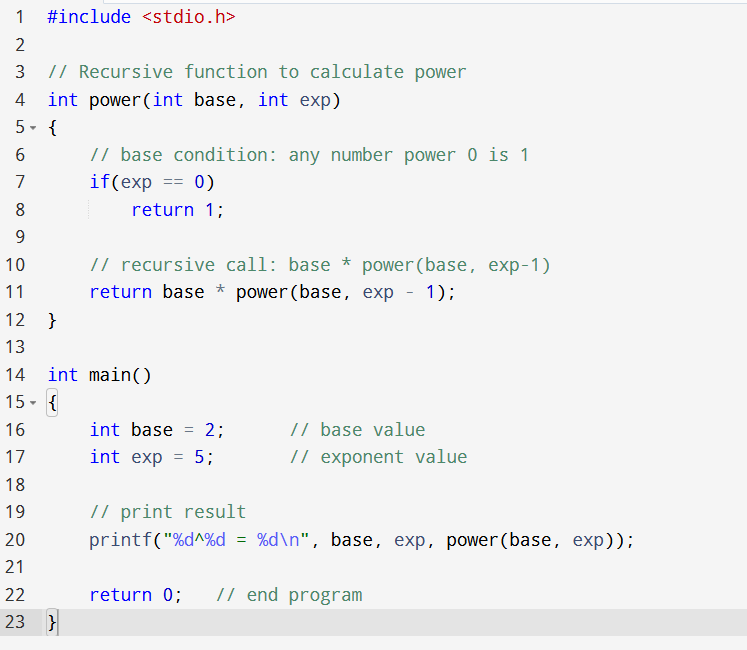 1 #include <stdio.h>
2
3 // Recursive function to calculate power
4 int power(int base, int exp)
5 {
6     // base condition: any number power 0 is 1
7     if(exp == 0)
8         return 1;
9
10     // recursive call: base * power(base, exp-1)
11     return base * power(base, exp - 1);
12 }
13
14 int main()
15 {
16     int base = 2;      // base value
17     int exp = 5;       // exponent value
18
19     // print result
20     printf("%d^%d = %d\n", base, exp, power(base, exp));
21
22     return 0;   // end program
23 }